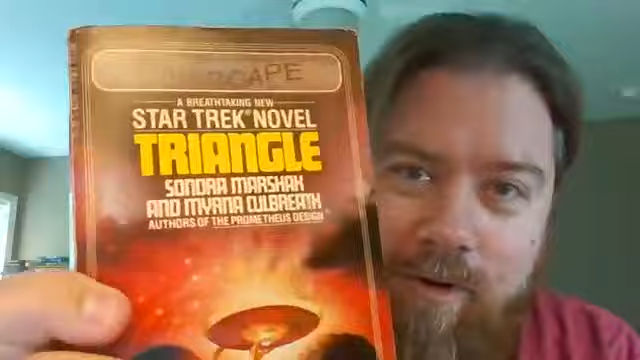 A BREATHTAKING NEW
STAR TREK® NOVEL
TRIANGLE
SONDRA MARSHAK
AND MYRNA CULBREATH
AUTHORS OF THE PROMETHEUS DESIGN